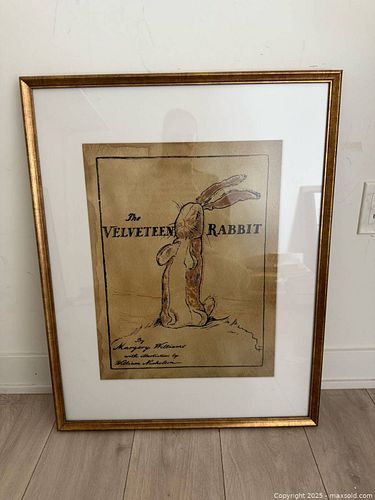 The
VELVETEEN RABBIT
By
Margery Williams
with illustrations by
William Nicholson
Copyright 2025 - maxsold.com